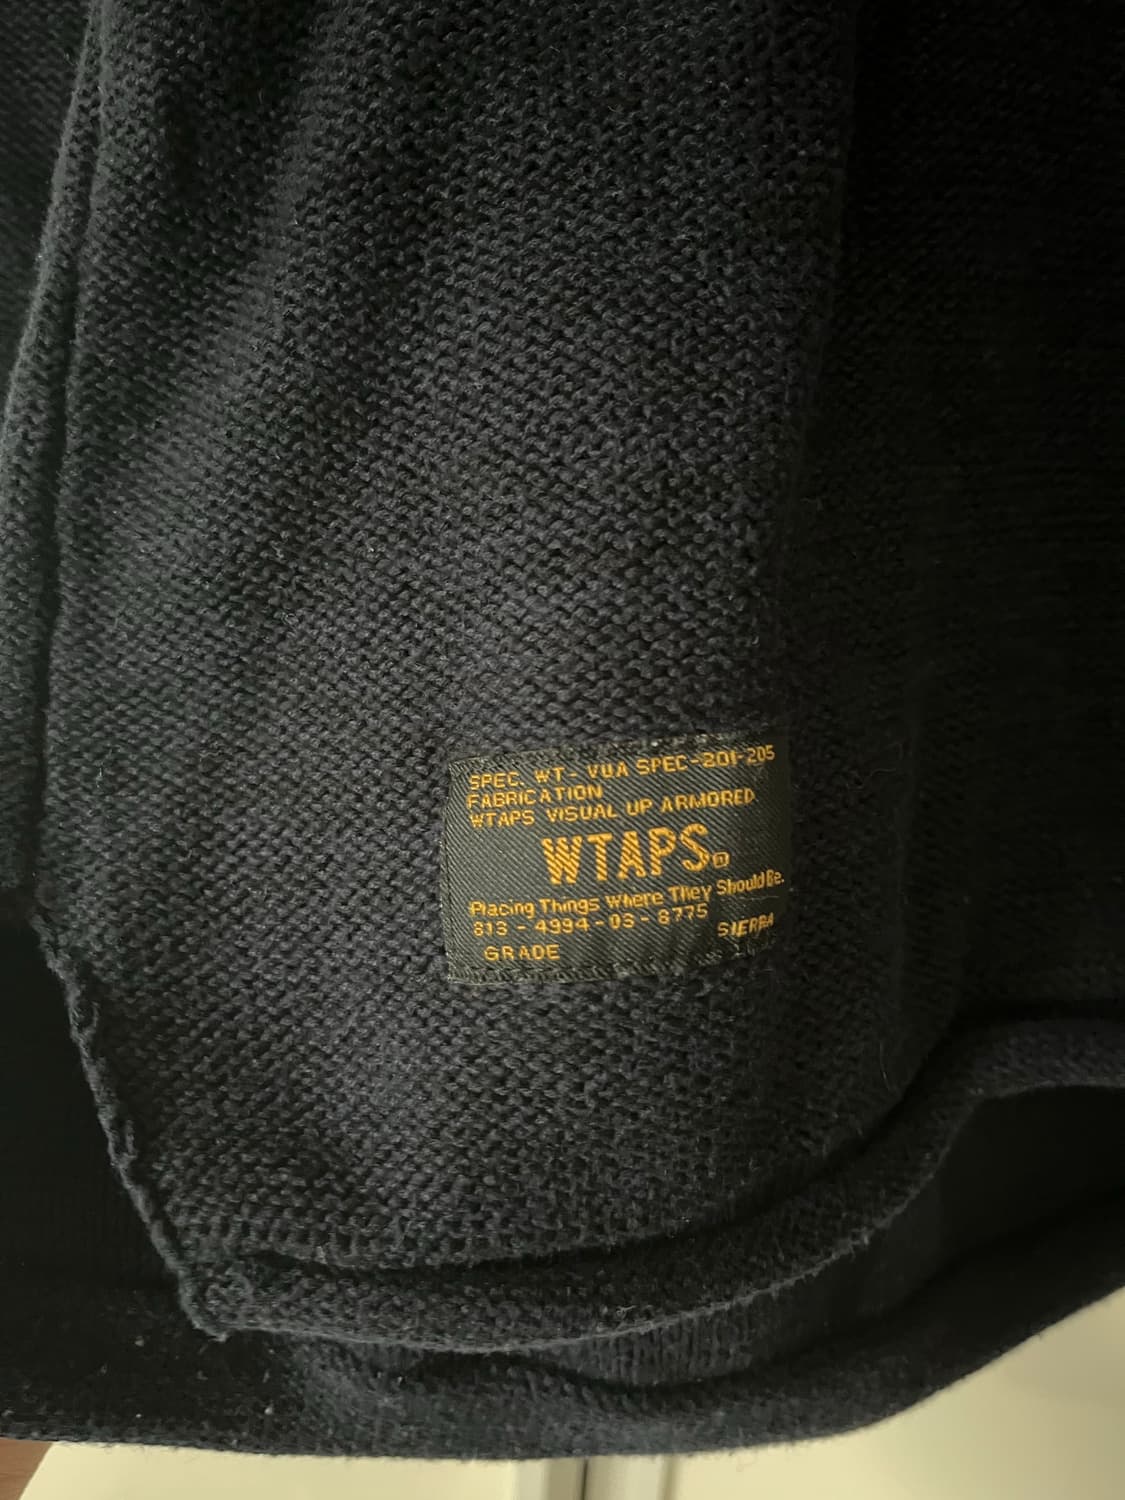 SPEC. WT- VUA SPEC-201-205
FABRICATION
WTAPS VISUAL UP ARMORED
WTAPS®
Placing Things Where They Should Be.
813 - 4994 - 03 - 8775 SIERRA
GRADE